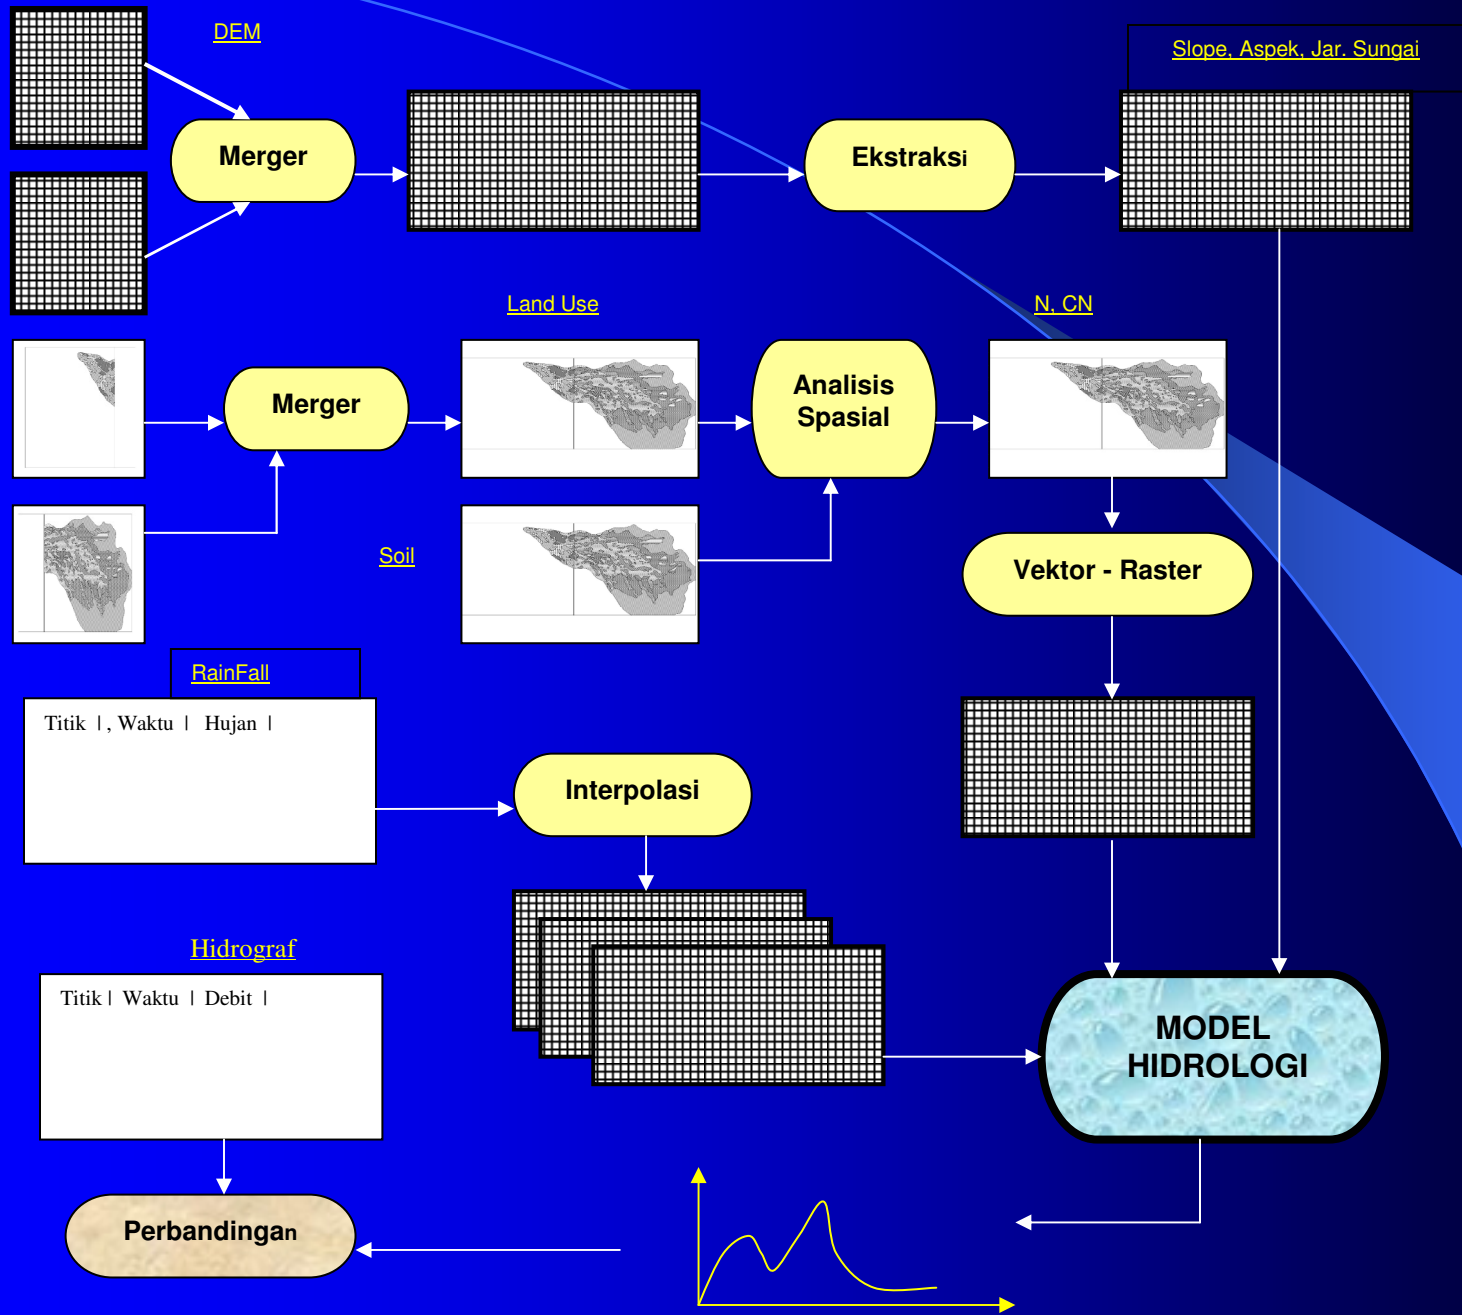 DEM
Slope, Aspek, Jar. Sungai
Merger
Ekstraksi
Land Use
N, CN
Merger
Analisis
Spasial
Soil
Vektor - Raster
RainFall
Titik |, Waktu | Hujan |
Interpolasi
Hidrograf
Titik | Waktu | Debit |
MODEL
HIDROLOGI
Perbandingan